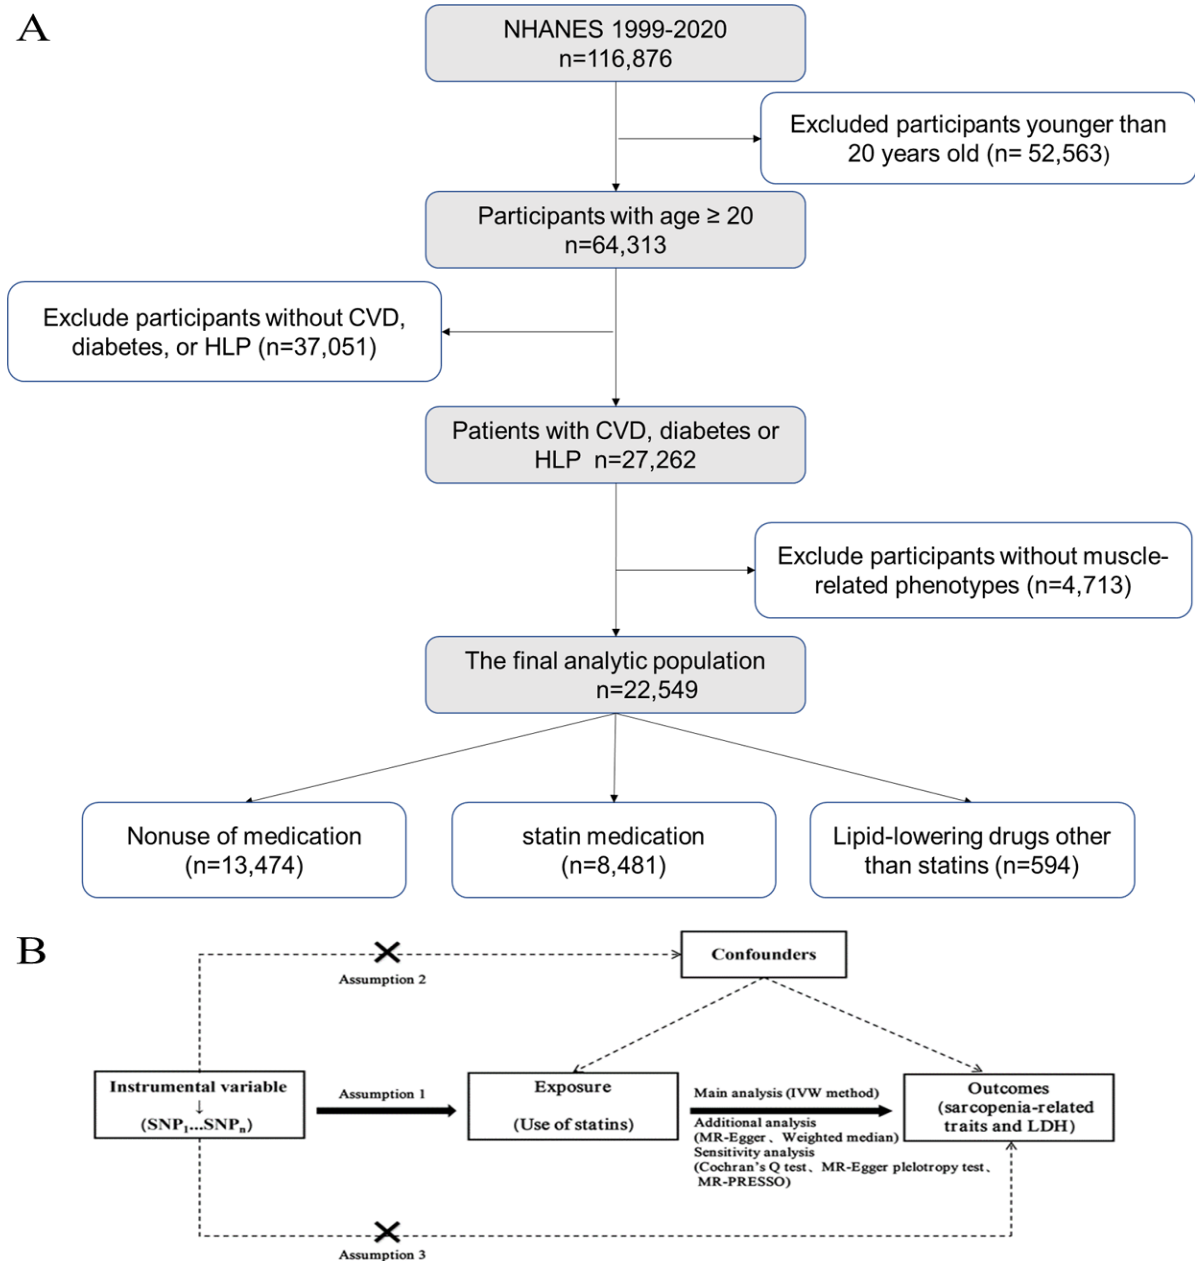 A
NHANES 1999-2020
n=116,876
Excluded participants younger than
20 years old (n= 52,563)
Participants with age ≥ 20
n=64,313
Exclude participants without CVD,
diabetes, or HLP (n=37,051)
Patients with CVD, diabetes or
HLP n=27,262
Exclude participants without muscle-
related phenotypes (n=4,713)
The final analytic population
n=22,549
Nonuse of medication
(n=13,474)
statin medication
(n=8,481)
Lipid-lowering drugs other
than statins (n=594)
B
Confounders
Assumption 2
Instrumental variable
↓
(SNP₁...SNPₙ)
Assumption 1
Exposure
(Use of statins)
Main analysis (IVW method)
Additional analysis
(MR-Egger、Weighted median)
Sensitivity analysis
(Cochran's Q test、MR-Egger plelotropy test、
MR-PRESSO)
Outcomes
(sarcopenia-related
traits and LDH)
Assumption 3